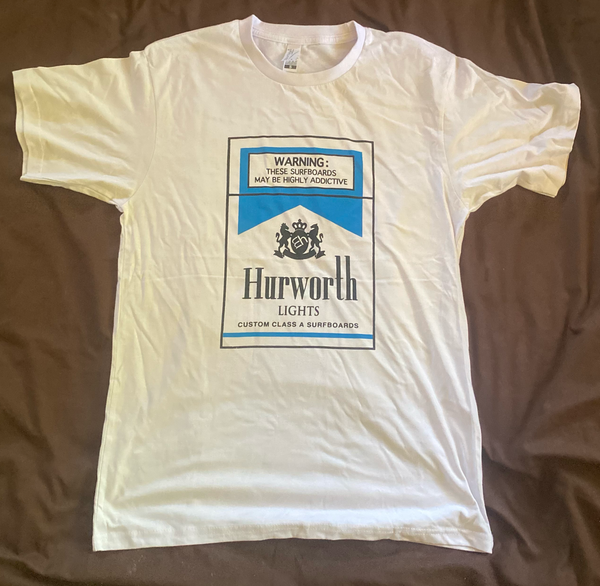 WARNING:
THESE SURFBOARDS
MAY BE HIGHLY ADDICTIVE
Hurworth
LIGHTS
CUSTOM CLASS A SURFBOARDS